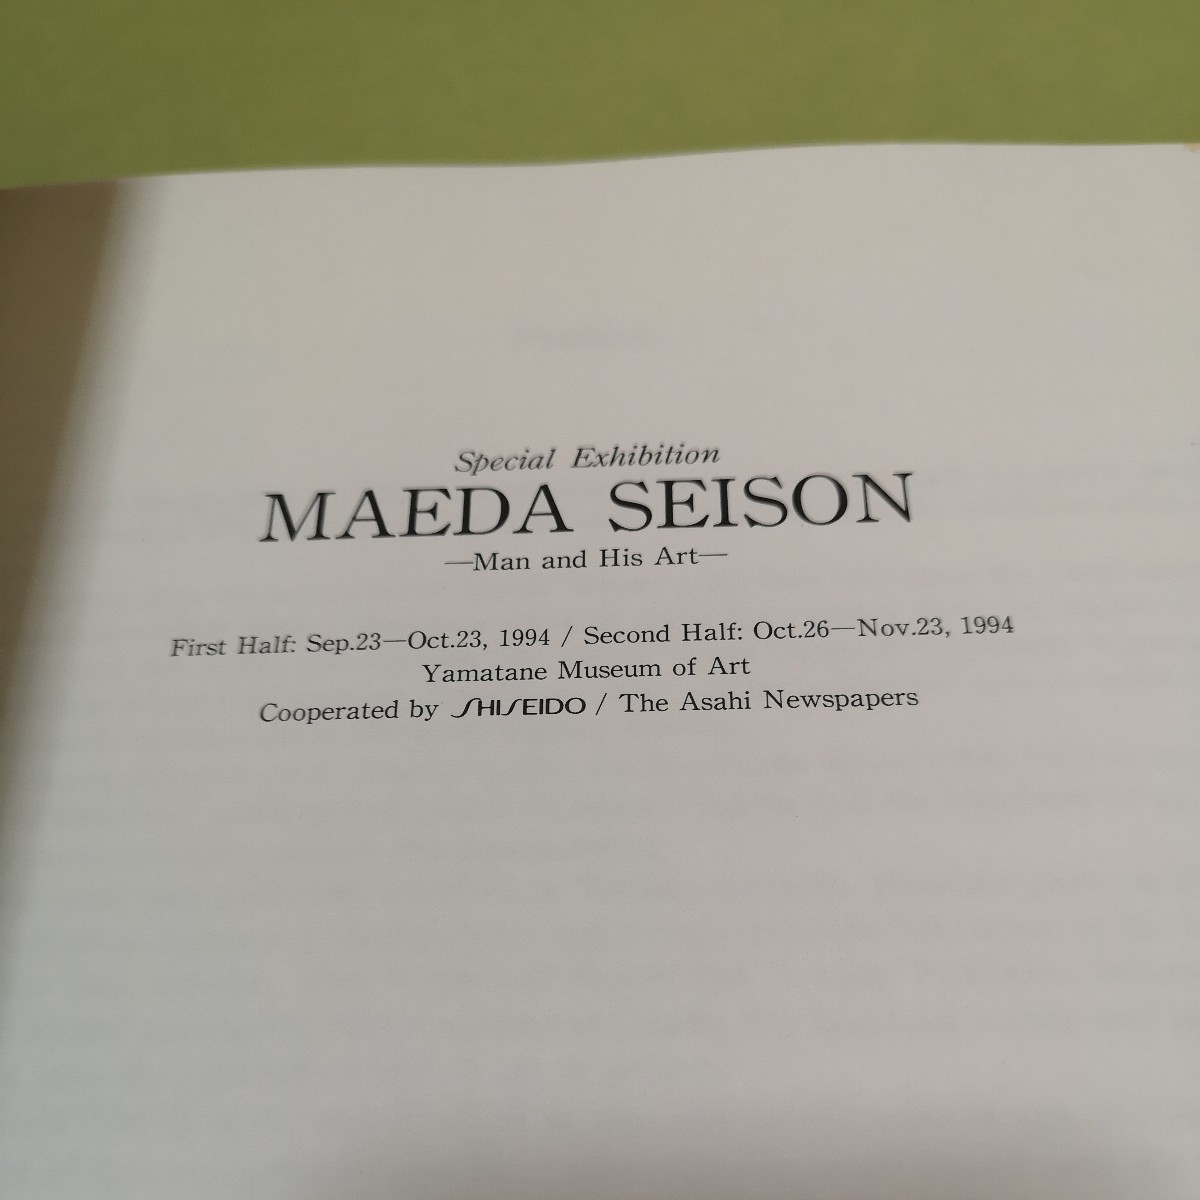 Special Exhibition
MAEDA SEISON
—Man and His Art—
First Half: Sep.23—Oct.23, 1994 / Second Half: Oct.26—Nov.23, 1994
Yamatane Museum of Art
Cooperated by SHISEIDO / The Asahi Newspapers